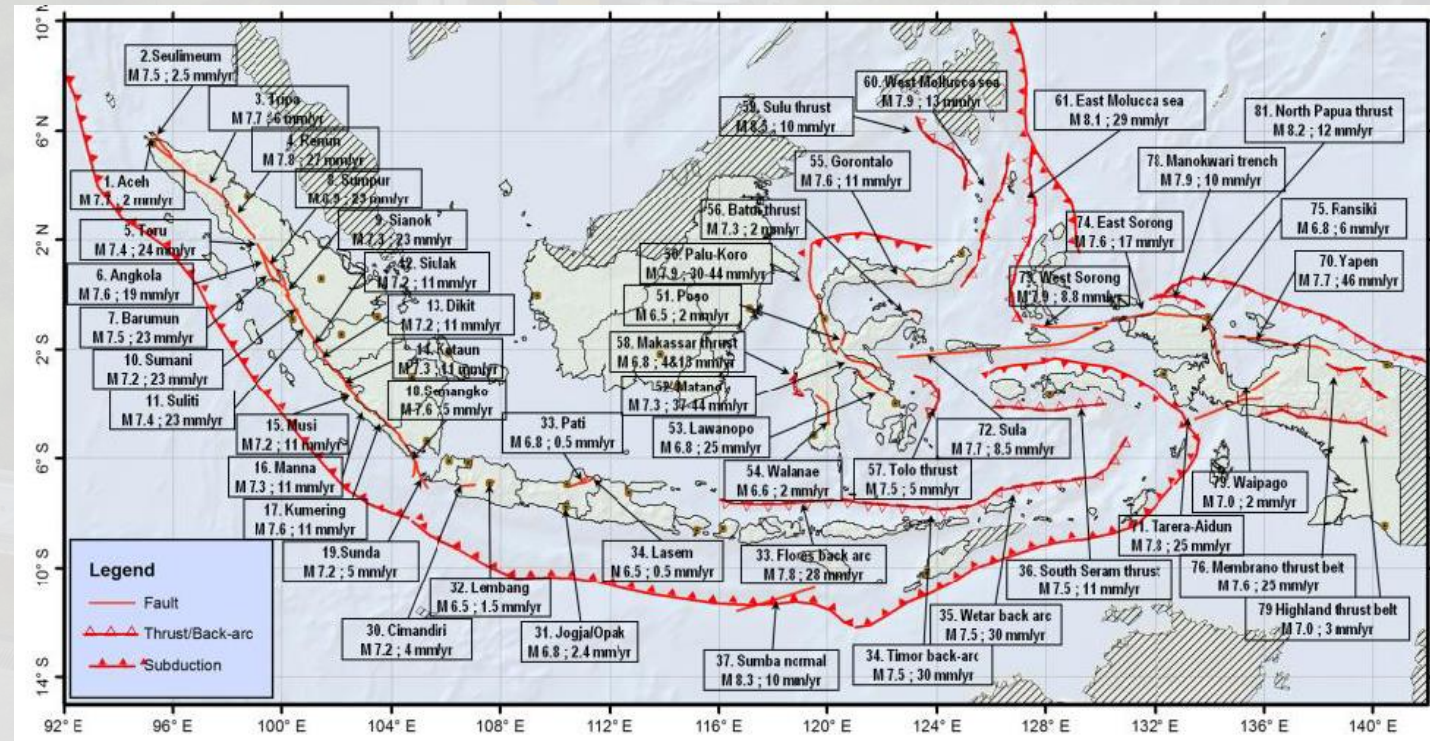 2.Seulimeum
M 7.5 ; 2.5 mm/yr
3. Tripa
M 7.7 ; 6 mm/yr
4. Renun
M 7.8 ; 27 mm/yr
1. Aceh
M 7.7 ; 2 mm/yr
8. Sumpur
M 6.9 ; 23 mm/yr
5. Toru
M 7.4 ; 24 mm/yr
9. Sianok
M 7.3 ; 23 mm/yr
6. Angkola
M 7.6 ; 19 mm/yr
12. Siulak
M 7.2 ; 11 mm/yr
7. Barumun
M 7.5 ; 23 mm/yr
13. Dikit
M 7.2 ; 11 mm/yr
10. Sumani
M 7.2 ; 23 mm/yr
14. Ketaun
M 7.3 ; 11 mm/yr
11. Suliti
M 7.4 ; 23 mm/yr
18. Semangko
M 7.6 ; 5 mm/yr
15. Musi
M 7.2 ; 11 mm/yr
16. Manna
M 7.3 ; 11 mm/yr
17. Kumering
M 7.6 ; 11 mm/yr
19.Sunda
M 7.2 ; 5 mm/yr
33. Pati
M 6.8 ; 0.5 mm/yr
32. Lembang
M 6.5 ; 1.5 mm/yr
30. Cimandiri
M 7.2 ; 4 mm/yr
34. Lasem
M 6.5 ; 0.5 mm/yr
31. Jogja/Opak
M 6.8 ; 2.4 mm/yr
60. West Mollucca sea
M 7.9 ; 13 mm/yr
59. Sulu thrust
M 8.5 ; 10 mm/yr
61. East Molucca sea
M 8.1 ; 29 mm/yr
81. North Papua thrust
M 8.2 ; 12 mm/yr
55. Gorontalo
M 7.6 ; 11 mm/yr
78. Manokwari trench
M 7.9 ; 10 mm/yr
56. Batui thrust
M 7.3 ; 2 mm/yr
74. East Sorong
M 7.6 ; 17 mm/yr
75. Ransiki
M 6.8 ; 6 mm/yr
50. Palu-Koro
M 7.9 ; 30-44 mm/yr
73. West Sorong
M 7.9 ; 8.8 mm/yr
70. Yapen
M 7.7 ; 46 mm/yr
51. Poso
M 6.5 ; 2 mm/yr
58. Makassar thrust
M 6.8 ; 4&13 mm/yr
52. Matano
M 7.3 ; 37-44 mm/yr
53. Lawanopo
M 6.8 ; 25 mm/yr
72. Sula
M 7.7 ; 8.5 mm/yr
54. Walanae
M 6.6 ; 2 mm/yr
57. Tolo thrust
M 7.5 ; 5 mm/yr
79. Waipago
M 7.0 ; 2 mm/yr
71. Tarera-Aidun
M 7.8 ; 25 mm/yr
33. Flores back arc
M 7.8 ; 28 mm/yr
36. South Seram thrust
M 7.5 ; 11 mm/yr
76. Membrano thrust belt
M 7.6 ; 25 mm/yr
35. Wetar back arc
M 7.5 ; 30 mm/yr
79 Highland thrust belt
M 7.0 ; 3 mm/yr
37. Sumba normal
M 8.3 ; 10 mm/yr
34. Timor back-arc
M 7.5 ; 30 mm/yr
Legend
Fault
Thrust/Back-arc
Subduction
10° N
6° N
2° N
2° S
6° S
10° S
14° S
92° E
96° E
100° E
104° E
108° E
112° E
116° E
120° E
124° E
128° E
132° E
136° E
140° E